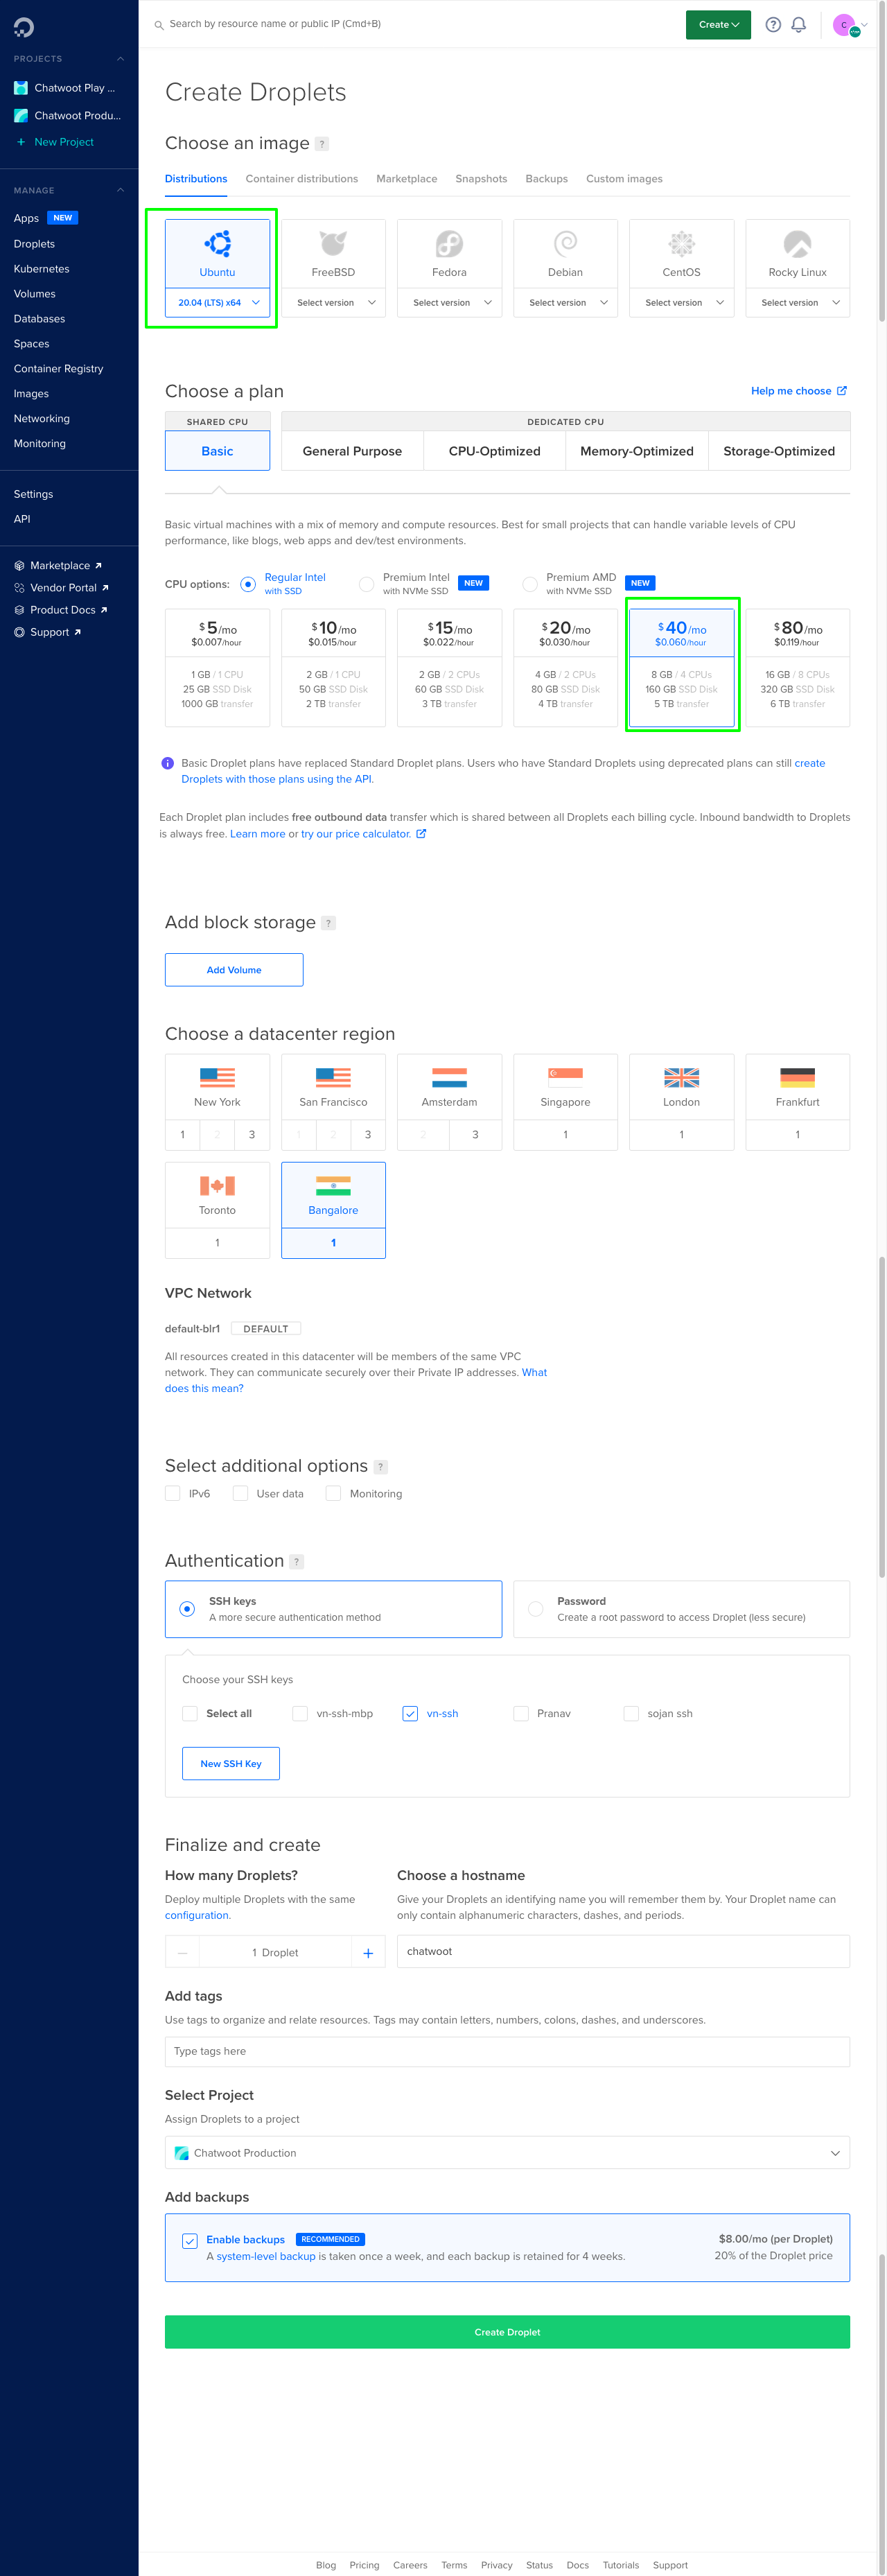 Search by resource name or public IP (Cmd+B)
Create
C
PROJECTS
Chatwoot Play ...
Chatwoot Produ...
+ New Project
MANAGE
Apps NEW
Droplets
Kubernetes
Volumes
Databases
Spaces
Container Registry
Images
Networking
Monitoring
Settings
API
Marketplace
Vendor Portal
Product Docs
Support
Create Droplets
Choose an image ?
Distributions Container distributions Marketplace Snapshots Backups Custom images
Ubuntu FreeBSD Fedora Debian CentOS Rocky Linux
20.04 (LTS) x64 Select version Select version Select version Select version Select version
Choose a plan Help me choose
SHARED CPU DEDICATED CPU
Basic General Purpose CPU-Optimized Memory-Optimized Storage-Optimized
Basic virtual machines with a mix of memory and compute resources. Best for small projects that can handle variable levels of CPU
performance, like blogs, web apps and dev/test environments.
CPU options: Regular Intel with SSD Premium Intel with NVMe SSD NEW Premium AMD with NVMe SSD NEW
$5/mo $10/mo $15/mo $20/mo $40/mo $80/mo
$0.007/hour $0.015/hour $0.022/hour $0.030/hour $0.060/hour $0.119/hour
1 GB / 1 CPU 2 GB / 1 CPU 2 GB / 2 CPUs 4 GB / 2 CPUs 8 GB / 4 CPUs 16 GB / 8 CPUs
25 GB SSD Disk 50 GB SSD Disk 60 GB SSD Disk 80 GB SSD Disk 160 GB SSD Disk 320 GB SSD Disk
1000 GB transfer 2 TB transfer 3 TB transfer 4 TB transfer 5 TB transfer 6 TB transfer
Basic Droplet plans have replaced Standard Droplet plans. Users who have Standard Droplets using deprecated plans can still create
Droplets with those plans using the API.
Each Droplet plan includes free outbound data transfer which is shared between all Droplets each billing cycle. Inbound bandwidth to Droplets
is always free. Learn more or try our price calculator.
Add block storage ?
Add Volume
Choose a datacenter region
New York San Francisco Amsterdam Singapore London Frankfurt
1 2 3 1 2 3 2 3 1 1 1
Toronto Bangalore
1 1
VPC Network
default-blr1 DEFAULT
All resources created in this datacenter will be members of the same VPC
network. They can communicate securely over their Private IP addresses. What
does this mean?
Select additional options ?
IPv6 User data Monitoring
Authentication ?
SSH keys
A more secure authentication method
Password
Create a root password to access Droplet (less secure)
Choose your SSH keys
Select all vn-ssh-mbp vn-ssh Pranav sojan ssh
New SSH Key
Finalize and create
How many Droplets?
Deploy multiple Droplets with the same
configuration.
1 Droplet +
Choose a hostname
Give your Droplets an identifying name you will remember them by. Your Droplet name can
only contain alphanumeric characters, dashes, and periods.
chatwoot
Add tags
Use tags to organize and relate resources. Tags may contain letters, numbers, colons, dashes, and underscores.
Type tags here
Select Project
Assign Droplets to a project
Chatwoot Production
Add backups
Enable backups RECOMMENDED $8.00/mo (per Droplet)
A system-level backup is taken once a week, and each backup is retained for 4 weeks. 20% of the Droplet price
Create Droplet
Blog Pricing Careers Terms Privacy Status Docs Tutorials Support